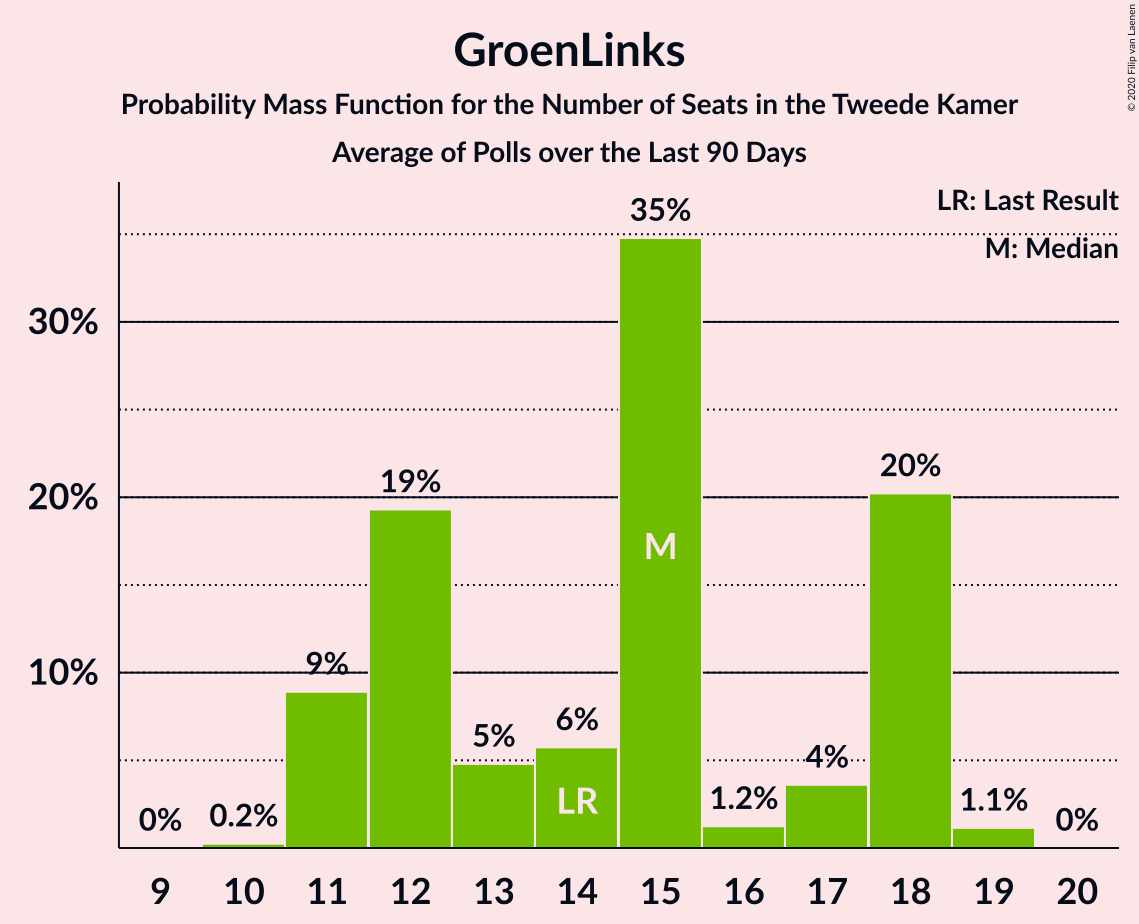 GroenLinks
Probability Mass Function for the Number of Seats in the Tweede Kamer
Average of Polls over the Last 90 Days
© 2020 Filip van Laenen
LR: Last Result
M: Median
30%
20%
10%
0%
0.2%
9%
19%
5%
6%
35%
1.2%
4%
20%
1.1%
0%
M
LR
9 10 11 12 13 14 15 16 17 18 19 20